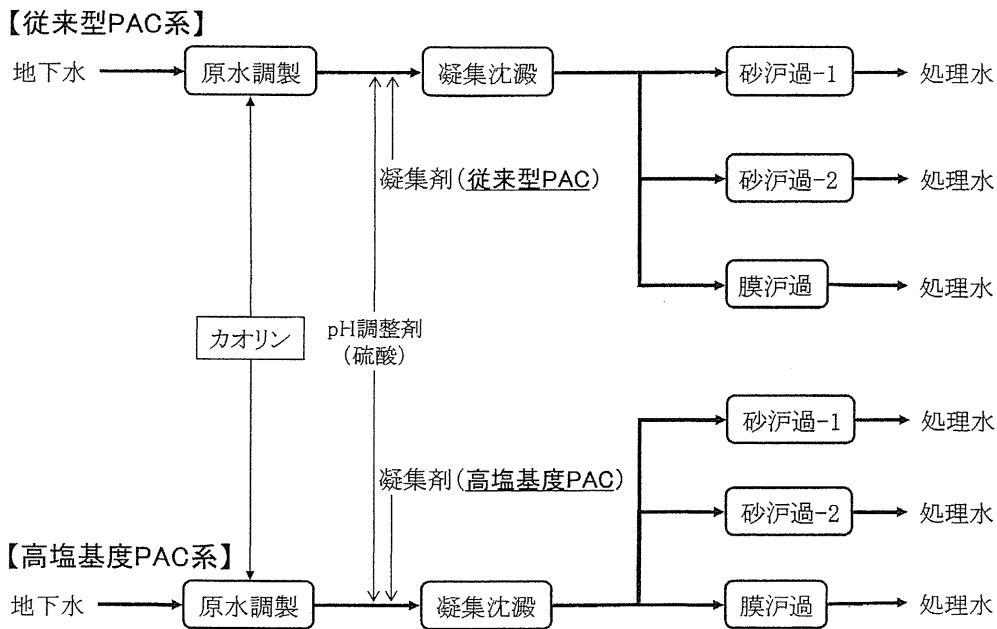 【従来型PAC系】
地下水
原水調製
凝集沈澱
砂沪過-1
処理水
凝集剤(従来型PAC)
砂沪過-2
処理水
膜沪過
処理水
カオリン
pH調整剤
(硫酸)
砂沪過-1
処理水
凝集剤(高塩基度PAC)
砂沪過-2
処理水
【高塩基度PAC系】
地下水
原水調製
凝集沈澱
膜沪過
処理水